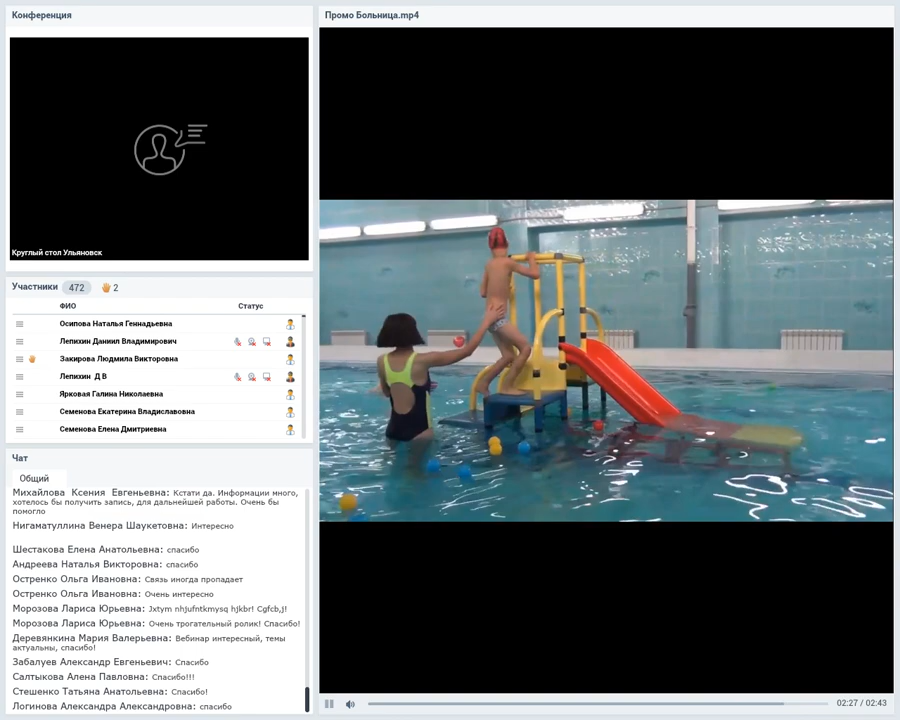 Конференция
Круглый стол Ульяновск
Участники 472 2
ФИО Статус
Осипова Наталья Геннадьевна
Лепихин Даниил Владимирович
Закирова Людмила Викторовна
Лепихин Д В
Ярковая Галина Николаевна
Семенова Екатерина Владиславовна
Семенова Елена Дмитриевна
Чат
Общий
Михайлова Ксения Евгеньевна: Кстати да. Информации много,
хотелось бы получить запись, для дальнейшей работы. Очень бы
помогло
Нигаматуллина Венера Шаукетовна: Интересно
Шестакова Елена Анатольевна: спасибо
Андреева Наталья Викторовна: спасибо
Остренко Ольга Ивановна: Связь иногда пропадает
Остренко Ольга Ивановна: Очень интересно
Морозова Лариса Юрьевна: Jxtym nhjufntkmysq hjkbr! Cgfcb,j!
Морозова Лариса Юрьевна: Очень трогательный ролик! Спасибо!
Деревянкина Мария Валерьевна: Вебинар интересный, темы
актуальны, спасибо!
Забалуев Александр Евгеньевич: Спасибо
Салтыкова Алена Павловна: Спасибо!!!
Стешенко Татьяна Анатольевна: Спасибо!
Логинова Александра Александровна: спасибо
Промо Больница.mp4
02:27 / 02:43